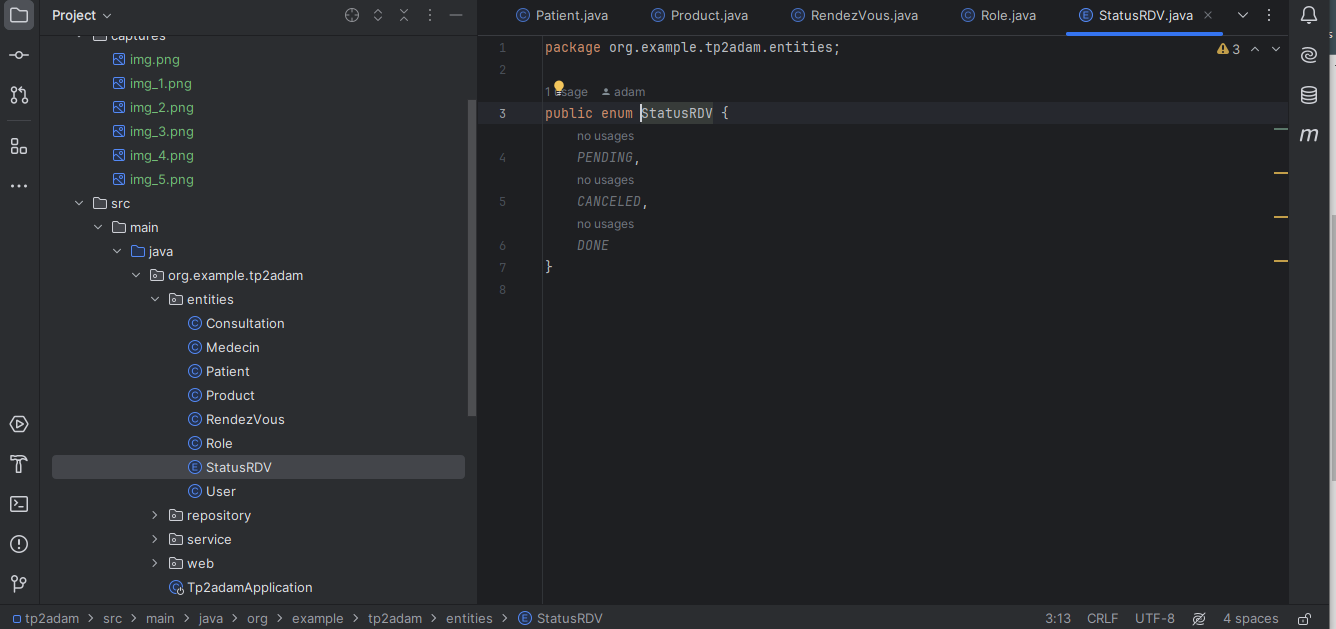 Project
captures
img.png
img_1.png
img_2.png
img_3.png
img_4.png
img_5.png
src
main
java
org.example.tp2adam
entities
Consultation
Medecin
Patient
Product
RendezVous
Role
StatusRDV
User
repository
service
web
Tp2adamApplication
Patient.java Product.java RendezVous.java Role.java StatusRDV.java
3
1 package org.example.tp2adam.entities;
2
1 usage adam
3 public enum StatusRDV {
no usages
4 PENDING,
no usages
5 CANCELED,
no usages
6 DONE
7 }
8
m
tp2adam > src > main > java > org > example > tp2adam > entities > StatusRDV 3:13 CRLF UTF-8 4 spaces